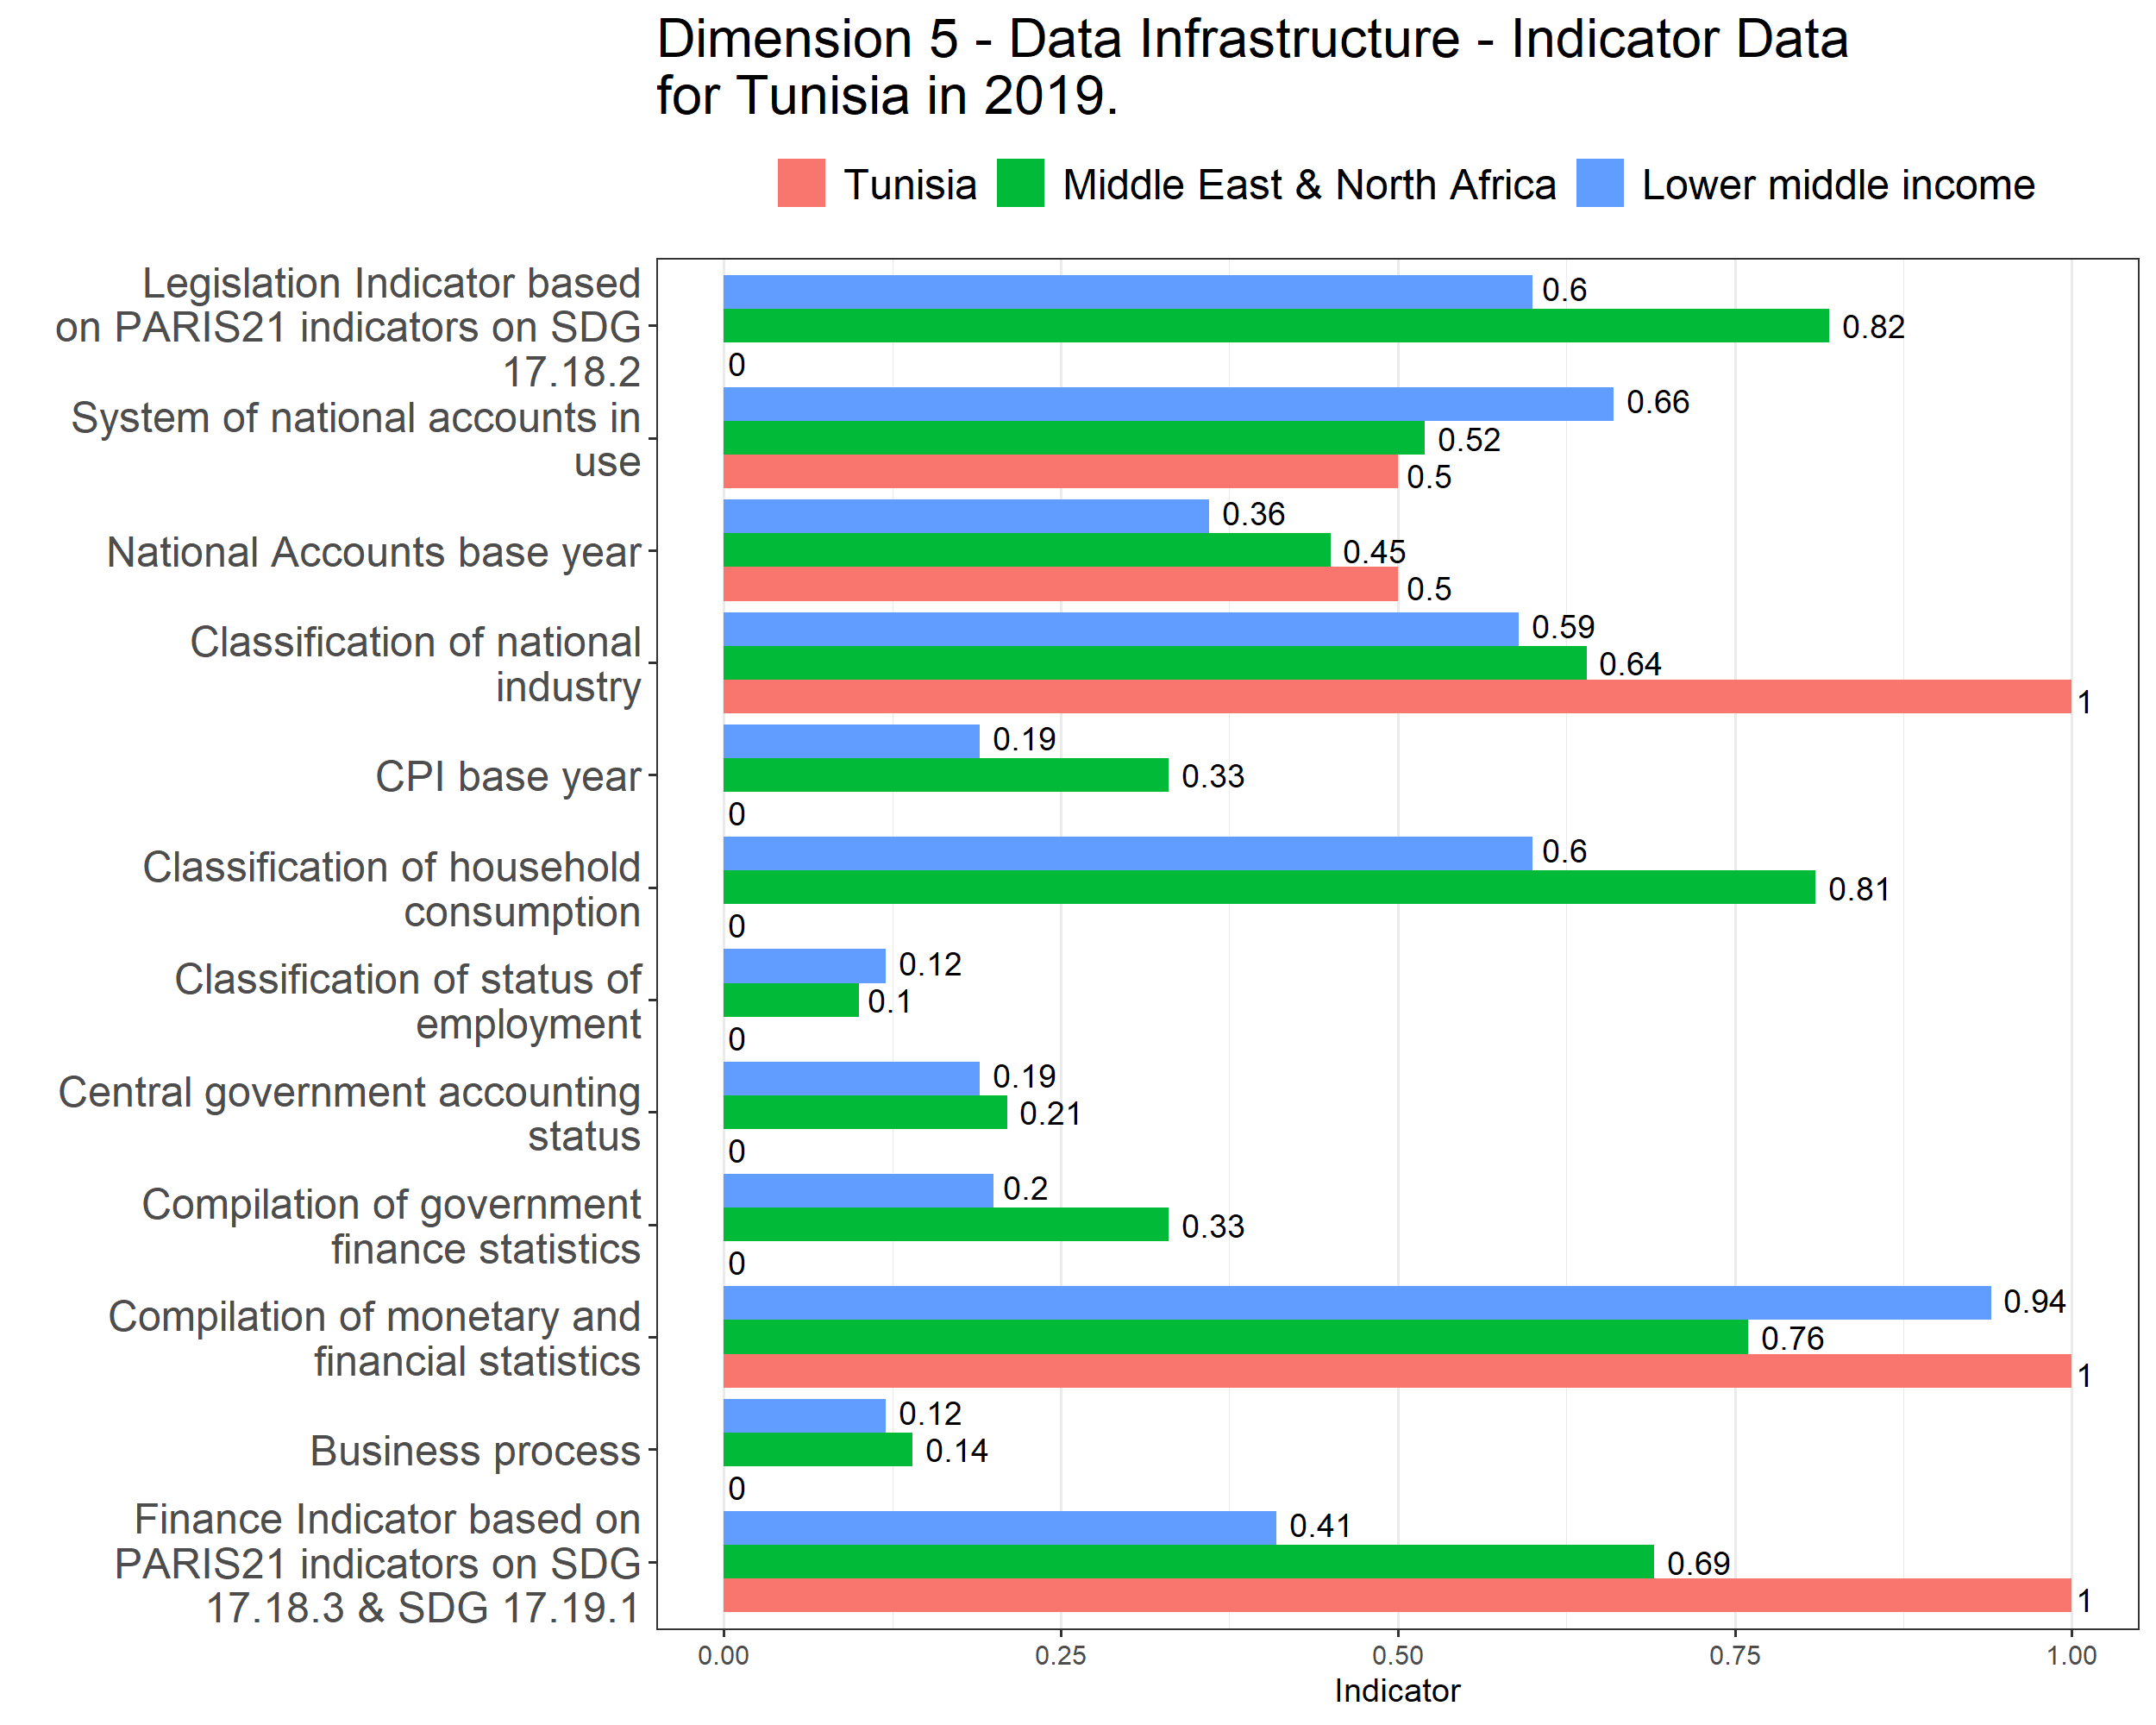 Dimension 5 - Data Infrastructure - Indicator Data
for Tunisia in 2019.
Tunisia
Middle East & North Africa
Lower middle income
Legislation Indicator based
on PARIS21 indicators on SDG
17.18.2
0.6
0.82
0
System of national accounts in
use
0.66
0.52
0.5
National Accounts base year
0.36
0.45
0.5
Classification of national
industry
0.59
0.64
1
CPI base year
0.19
0.33
0
Classification of household
consumption
0.6
0.81
0
Classification of status of
employment
0.12
0.1
0
Central government accounting
status
0.19
0.21
0
Compilation of government
finance statistics
0.2
0.33
0
Compilation of monetary and
financial statistics
0.94
0.76
1
Business process
0.12
0.14
0
Finance Indicator based on
PARIS21 indicators on SDG
17.18.3 & SDG 17.19.1
0.41
0.69
1
0.00
0.25
0.50
0.75
1.00
Indicator